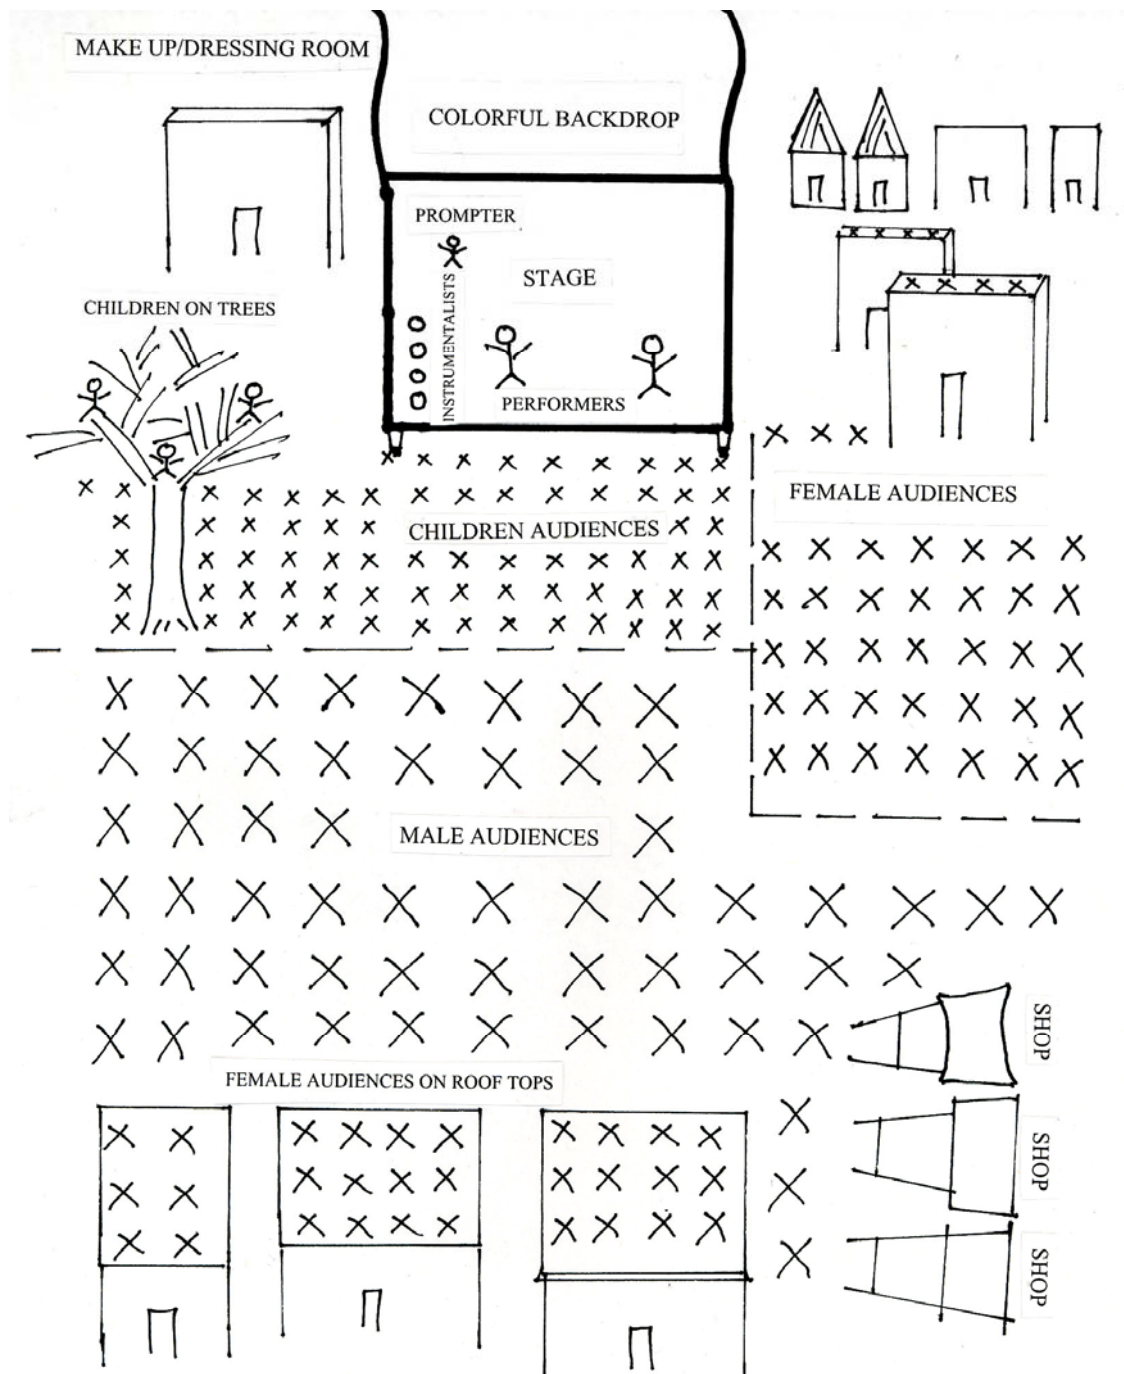 MAKE UP/DRESSING ROOM
COLORFUL BACKDROP
PROMPTER
STAGE
INSTRUMENTALISTS
PERFORMERS
CHILDREN ON TREES
CHILDREN AUDIENCES
FEMALE AUDIENCES
MALE AUDIENCES
FEMALE AUDIENCES ON ROOF TOPS
SHOP
SHOP
SHOP